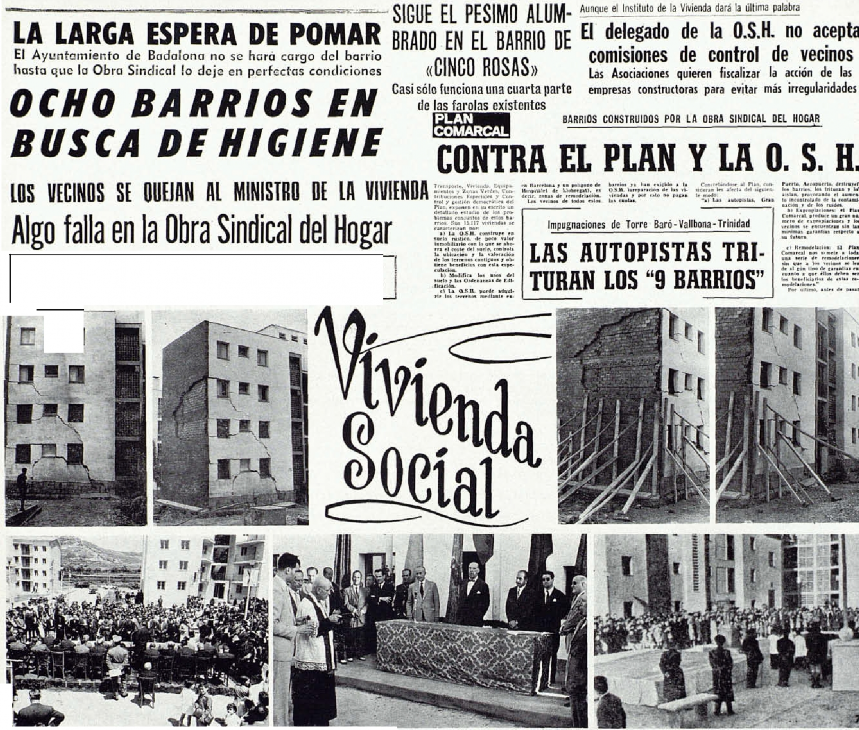 LA LARGA ESPERA DE POMAR
El Ayuntamiento de Badalona no se hará cargo del barrio
hasta que la Obra Sindical lo deje en perfectas condiciones
OCHO BARRIOS EN
BUSCA DE HIGIENE
LOS VECINOS SE QUEJAN AL MINISTRO DE LA VIVIENDA
Algo falla en la Obra Sindical del Hogar
SIGUE EL PESIMO ALUM-
BRADO EN EL BARRIO DE
«CINCO ROSAS»
Casi sólo funciona una cuarta parte
de las farolas existentes
Aunque el Instituto de la Vivienda dará la última palabra
El delegado de la O.S.H. no acepta
comisiones de control de vecinos
Las Asociaciones quieren fiscalizar la acción de las
empresas constructoras para evitar más irregularidades
PLAN
COMARCAL
BARRIOS CONSTRUIDOS POR LA OBRA SINDICAL DEL HOGAR
CONTRA EL PLAN Y LA O. S. H.
Impugnaciones de Torre Baró-Vallbona-Trinidad
LAS AUTOPISTAS TRI-
TURAN LOS "9 BARRIOS"
Vivienda
Social